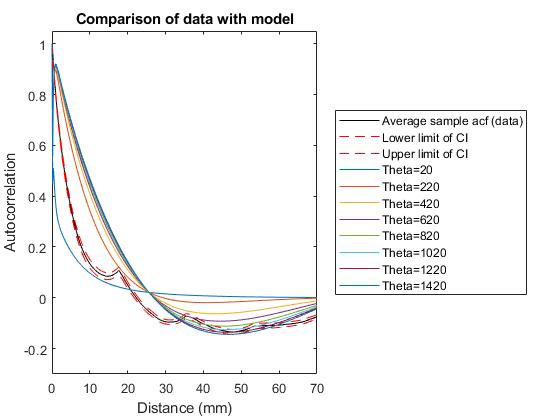 Comparison of data with model
1
0.8
0.6
0.4
0.2
0
-0.2
Autocorrelation
0 10 20 30 40 50 60 70
Distance (mm)
Average sample acf (data)
Lower limit of CI
Upper limit of CI
Theta=20
Theta=220
Theta=420
Theta=620
Theta=820
Theta=1020
Theta=1220
Theta=1420